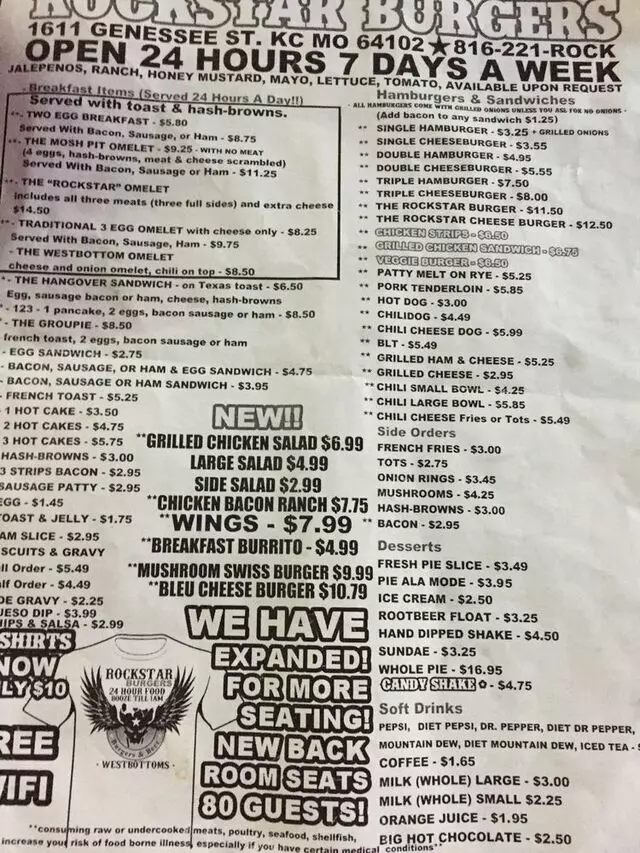 ROCKSTAR BURGERS
1611 GENESSEE ST. KC MO 64102 ★ 816-221-ROCK
OPEN 24 HOURS 7 DAYS A WEEK
JALEPENOS, RANCH, HONEY MUSTARD, MAYO, LETTUCE, TOMATO, AVAILABLE UPON REQUEST
Breakfast Items (Served 24 Hours A Day!!)
Served with toast & hash-browns.
**- TWO EGG BREAKFAST - $5.80
Served With Bacon, Sausage, or Ham - $8.75
**- THE MOSH PIT OMELET - $9.25 - WITH NO MEAT
(4 eggs, hash-browns, meat & cheese scrambled)
Served With Bacon, Sausage or Ham - $11.25
**- THE "ROCKSTAR" OMELET
includes all three meats (three full sides) and extra cheese
$14.50
**- TRADITIONAL 3 EGG OMELET with cheese only - $8.25
Served With Bacon, Sausage, Ham - $9.75
- THE WESTBOTTOM OMELET
cheese and onion omelet, chili on top - $8.50
**- THE HANGOVER SANDWICH - on Texas toast - $6.50
Egg, sausage bacon or ham, cheese, hash-browns
*- 123 - 1 pancake, 2 eggs, bacon sausage or ham - $8.50
*- THE GROUPIE - $8.50
french toast, 2 eggs, bacon sausage or ham
- EGG SANDWICH - $2.75
- BACON, SAUSAGE, OR HAM & EGG SANDWICH - $4.75
- BACON, SAUSAGE OR HAM SANDWICH - $3.95
- FRENCH TOAST - $5.25
- 1 HOT CAKE - $3.50
2 HOT CAKES - $4.75
3 HOT CAKES - $5.75
HASH-BROWNS - $3.00
3 STRIPS BACON - $2.95
SAUSAGE PATTY - $2.95
EGG - $1.45
TOAST & JELLY - $1.75
AM SLICE - $2.95
SCUITS & GRAVY
ll Order - $5.49
lf Order - $4.49
DE GRAVY - $2.25
UESO DIP - $3.99
HIPS & SALSA - $2.99
NEW!!
**GRILLED CHICKEN SALAD $6.99
LARGE SALAD $4.99
SIDE SALAD $2.99
**CHICKEN BACON RANCH $7.75
**WINGS - $7.99
**BREAKFAST BURRITO - $4.99
**MUSHROOM SWISS BURGER $9.99
**BLEU CHEESE BURGER $10.79
SHIRTS
NOW
LY $10
REE
WIFI
ROCKSTAR
BURGERS
24 HOUR FOOD
BOOZE TILL 1AM
Burgers & Beer
· WESTBOTTOMS ·
WE HAVE
EXPANDED!
FOR MORE
SEATING!
NEW BACK
ROOM SEATS
80 GUESTS!
Hamburgers & Sandwiches
- ALL HAMBURGERS COME WITH GRILLED ONIONS UNLESS YOU ASK FOR NO ONIONS -
(Add bacon to any sandwich $1.25)
** SINGLE HAMBURGER - $3.25 + GRILLED ONIONS
** SINGLE CHEESEBURGER - $3.55
** DOUBLE HAMBURGER - $4.95
** DOUBLE CHEESEBURGER - $5.55
** TRIPLE HAMBURGER - $7.50
** TRIPLE CHEESEBURGER - $8.00
** THE ROCKSTAR BURGER - $11.50
** THE ROCKSTAR CHEESE BURGER - $12.50
** CHICKEN STRIPS - $6.50
** GRILLED CHICKEN SANDWICH - $6.75
** VEGGIE BURGER - $6.50
** PATTY MELT ON RYE - $5.25
** PORK TENDERLOIN - $5.85
** HOT DOG - $3.00
** CHILIDOG - $4.49
** CHILI CHEESE DOG - $5.99
** BLT - $5.49
** GRILLED HAM & CHEESE - $5.25
** GRILLED CHEESE - $2.95
** CHILI SMALL BOWL - $4.25
** CHILI LARGE BOWL - $5.85
** CHILI CHEESE Fries or Tots - $5.49
Side Orders
FRENCH FRIES - $3.00
TOTS - $2.75
ONION RINGS - $3.45
MUSHROOMS - $4.25
HASH-BROWNS - $3.00
** BACON - $2.95
Desserts
FRESH PIE SLICE - $3.49
PIE ALA MODE - $3.95
ICE CREAM - $2.50
ROOTBEER FLOAT - $3.25
HAND DIPPED SHAKE - $4.50
SUNDAE - $3.25
WHOLE PIE - $16.95
CANDY SHAKE - $4.75
Soft Drinks
PEPSI, DIET PEPSI, DR. PEPPER, DIET DR PEPPER,
MOUNTAIN DEW, DIET MOUNTAIN DEW, ICED TEA -
COFFEE - $1.65
MILK (WHOLE) LARGE - $3.00
MILK (WHOLE) SMALL $2.25
ORANGE JUICE - $1.95
BIG HOT CHOCOLATE - $2.50
**consuming raw or undercooked meats, poultry, seafood, shellfish,
increase your risk of food borne illness, especially if you have certain medical conditions**